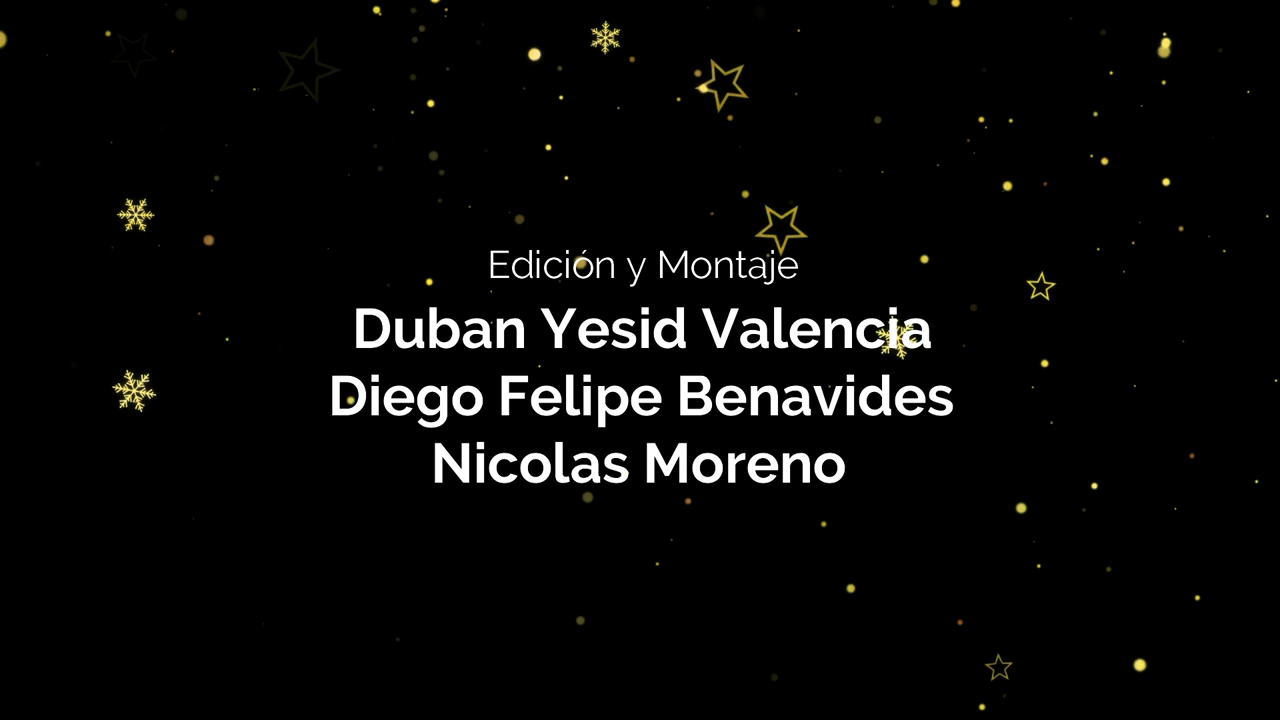 Edición y Montaje
Duban Yesid Valencia
Diego Felipe Benavides
Nicolas Moreno